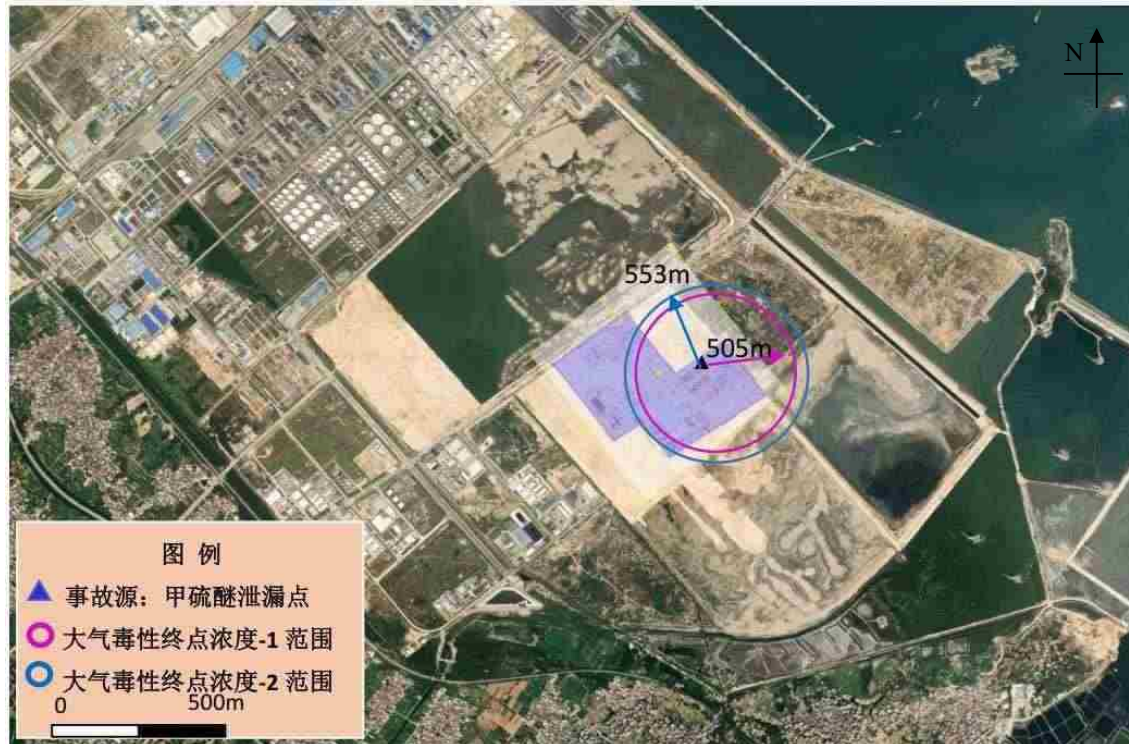 N
553m
505m
图 例
事故源：甲硫醚泄漏点
大气毒性终点浓度-1 范围
大气毒性终点浓度-2 范围
0 500m